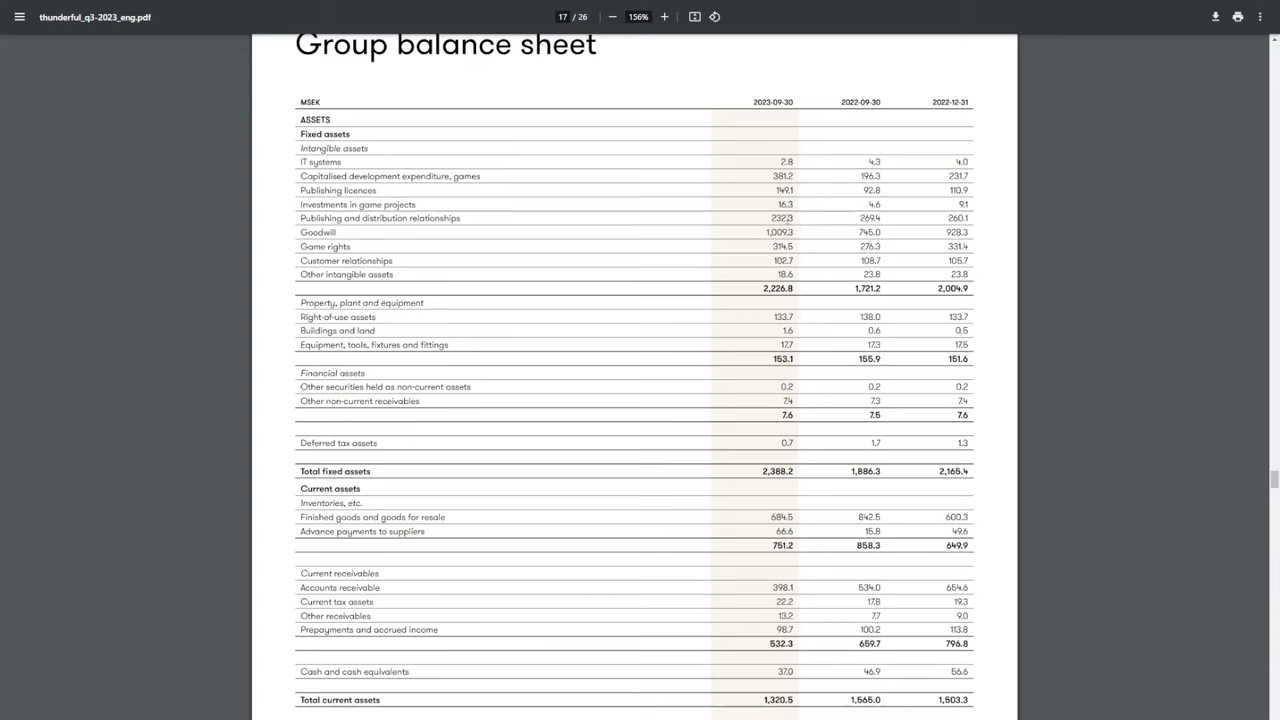 thunderful_q3-2023_eng.pdf 17 / 26 156%
Group balance sheet
MSEK 2023-09-30 2022-09-30 2022-12-31
ASSETS
Fixed assets
Intangible assets
IT systems 2.8 4.3 4.0
Capitalised development expenditure, games 381.2 196.3 231.7
Publishing licences 149.1 92.8 110.9
Investments in game projects 16.3 4.6 9.1
Publishing and distribution relationships 232.3 269.4 260.1
Goodwill 1,009.3 745.0 928.3
Game rights 314.5 276.3 331.4
Customer relationships 102.7 108.7 105.7
Other intangible assets 18.6 23.8 23.8
2,226.8 1,721.2 2,004.9
Property, plant and equipment
Right-of-use assets 133.7 138.0 133.7
Buildings and land 1.6 0.6 0.5
Equipment, tools, fixtures and fittings 17.7 17.3 17.5
153.1 155.9 151.6
Financial assets
Other securities held as non-current assets 0.2 0.2 0.2
Other non-current receivables 7.4 7.3 7.4
7.6 7.5 7.6
Deferred tax assets 0.7 1.7 1.3
Total fixed assets 2,388.2 1,886.3 2,165.4
Current assets
Inventories, etc.
Finished goods and goods for resale 684.5 842.5 600.3
Advance payments to suppliers 66.6 15.8 49.6
751.2 858.3 649.9
Current receivables
Accounts receivable 398.1 534.0 654.6
Current tax assets 22.2 17.8 19.3
Other receivables 13.2 7.7 9.0
Prepayments and accrued income 98.7 100.2 113.8
532.3 659.7 796.8
Cash and cash equivalents 37.0 46.9 56.6
Total current assets 1,320.5 1,565.0 1,503.3